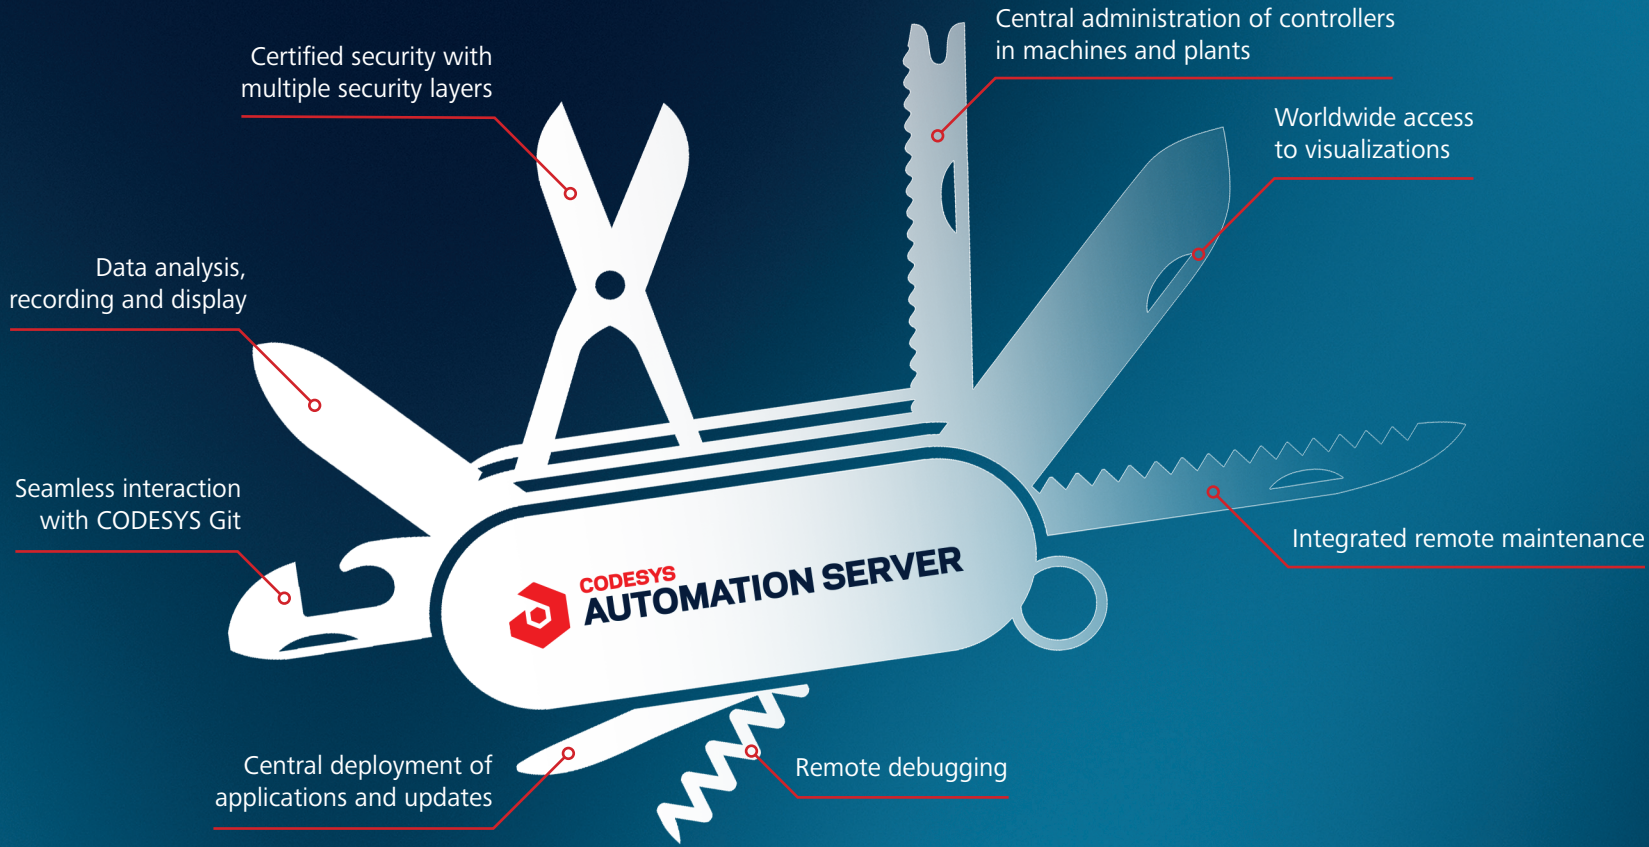 Central administration of controllers
in machines and plants
Certified security with
multiple security layers
Worldwide access
to visualizations
Data analysis,
recording and display
Seamless interaction
with CODESYS Git
Integrated remote maintenance
CODESYS
AUTOMATION SERVER
Central deployment of
applications and updates
Remote debugging